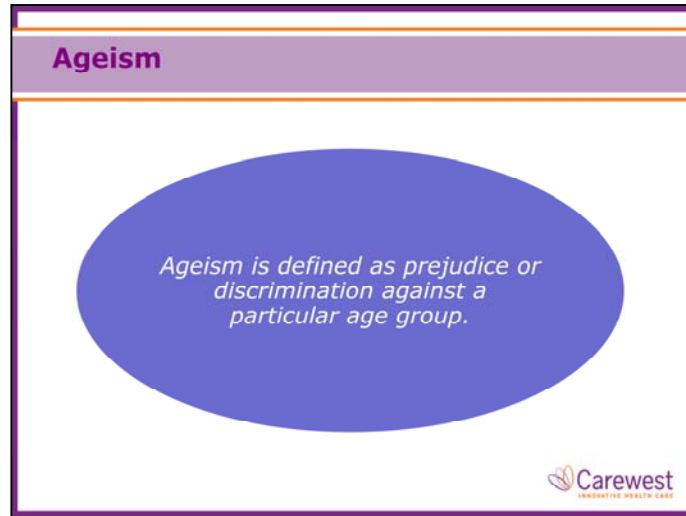 Ageism
Ageism is defined as prejudice or
discrimination against a
particular age group.
Carewest
INNOVATIVE HEALTH CARE